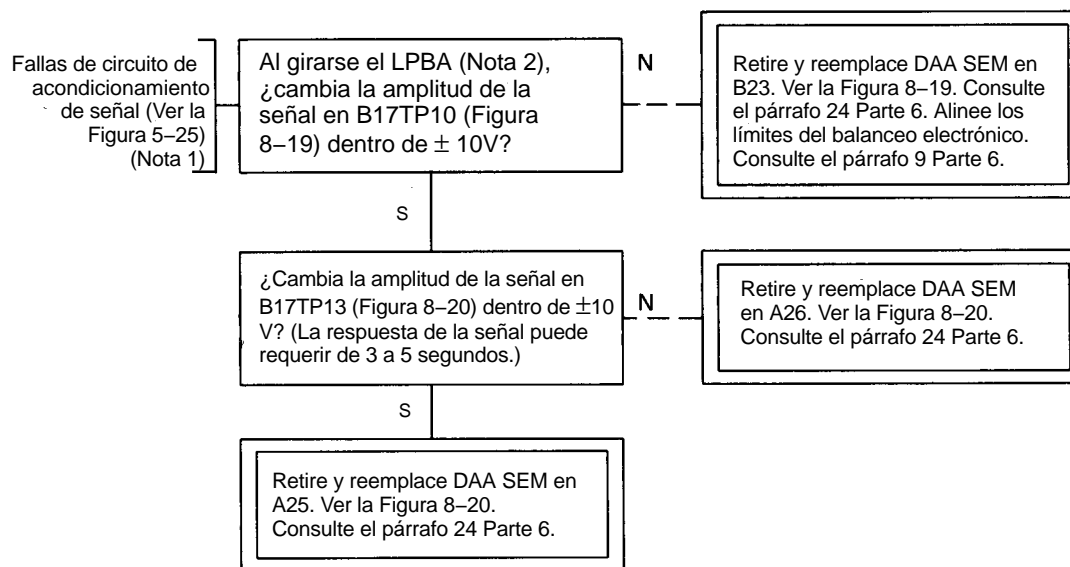 Fallas de circuito de
acondicionamiento
de señal (Ver la
Figura 5–25)
(Nota 1)
Al girarse el LPBA (Nota 2),
¿cambia la amplitud de la
señal en B17TP10 (Figura
8–19) dentro de ± 10V?
N
Retire y reemplace DAA SEM en
B23. Ver la Figura 8–19. Consulte
el párrafo 24 Parte 6. Alinee los
límites del balanceo electrónico.
Consulte el párrafo 9 Parte 6.
S
¿Cambia la amplitud de la señal en
B17TP13 (Figura 8–20) dentro de ±10
V? (La respuesta de la señal puede
requerir de 3 a 5 segundos.)
N
Retire y reemplace DAA SEM
en A26. Ver la Figura 8–20.
Consulte el párrafo 24 Parte 6.
S
Retire y reemplace DAA SEM en
A25. Ver la Figura 8–20.
Consulte el párrafo 24 Parte 6.